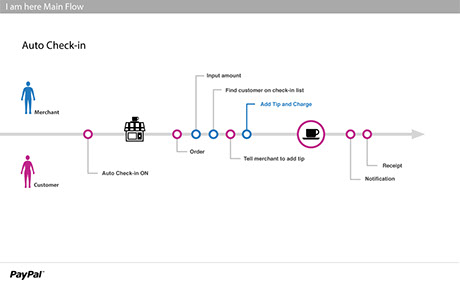 I am here Main Flow
Auto Check-in
Input amount
Find customer on check-in list
Add Tip and Charge
Merchant
Order
Tell merchant to add tip
Receipt
Auto Check-in ON
Notification
Customer
PayPal™